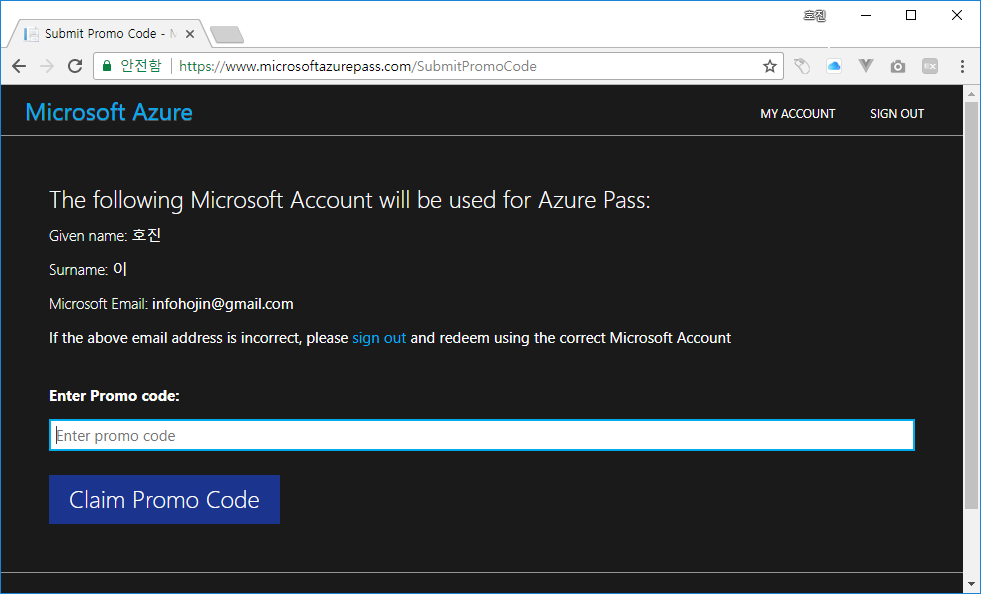 호진
Submit Promo Code - M
안전함 https://www.microsoftazurepass.com/SubmitPromoCode
Microsoft Azure
MY ACCOUNT
SIGN OUT
The following Microsoft Account will be used for Azure Pass:
Given name: 호진
Surname: 이
Microsoft Email: infohojin@gmail.com
If the above email address is incorrect, please sign out and redeem using the correct Microsoft Account
Enter Promo code:
Enter promo code
Claim Promo Code